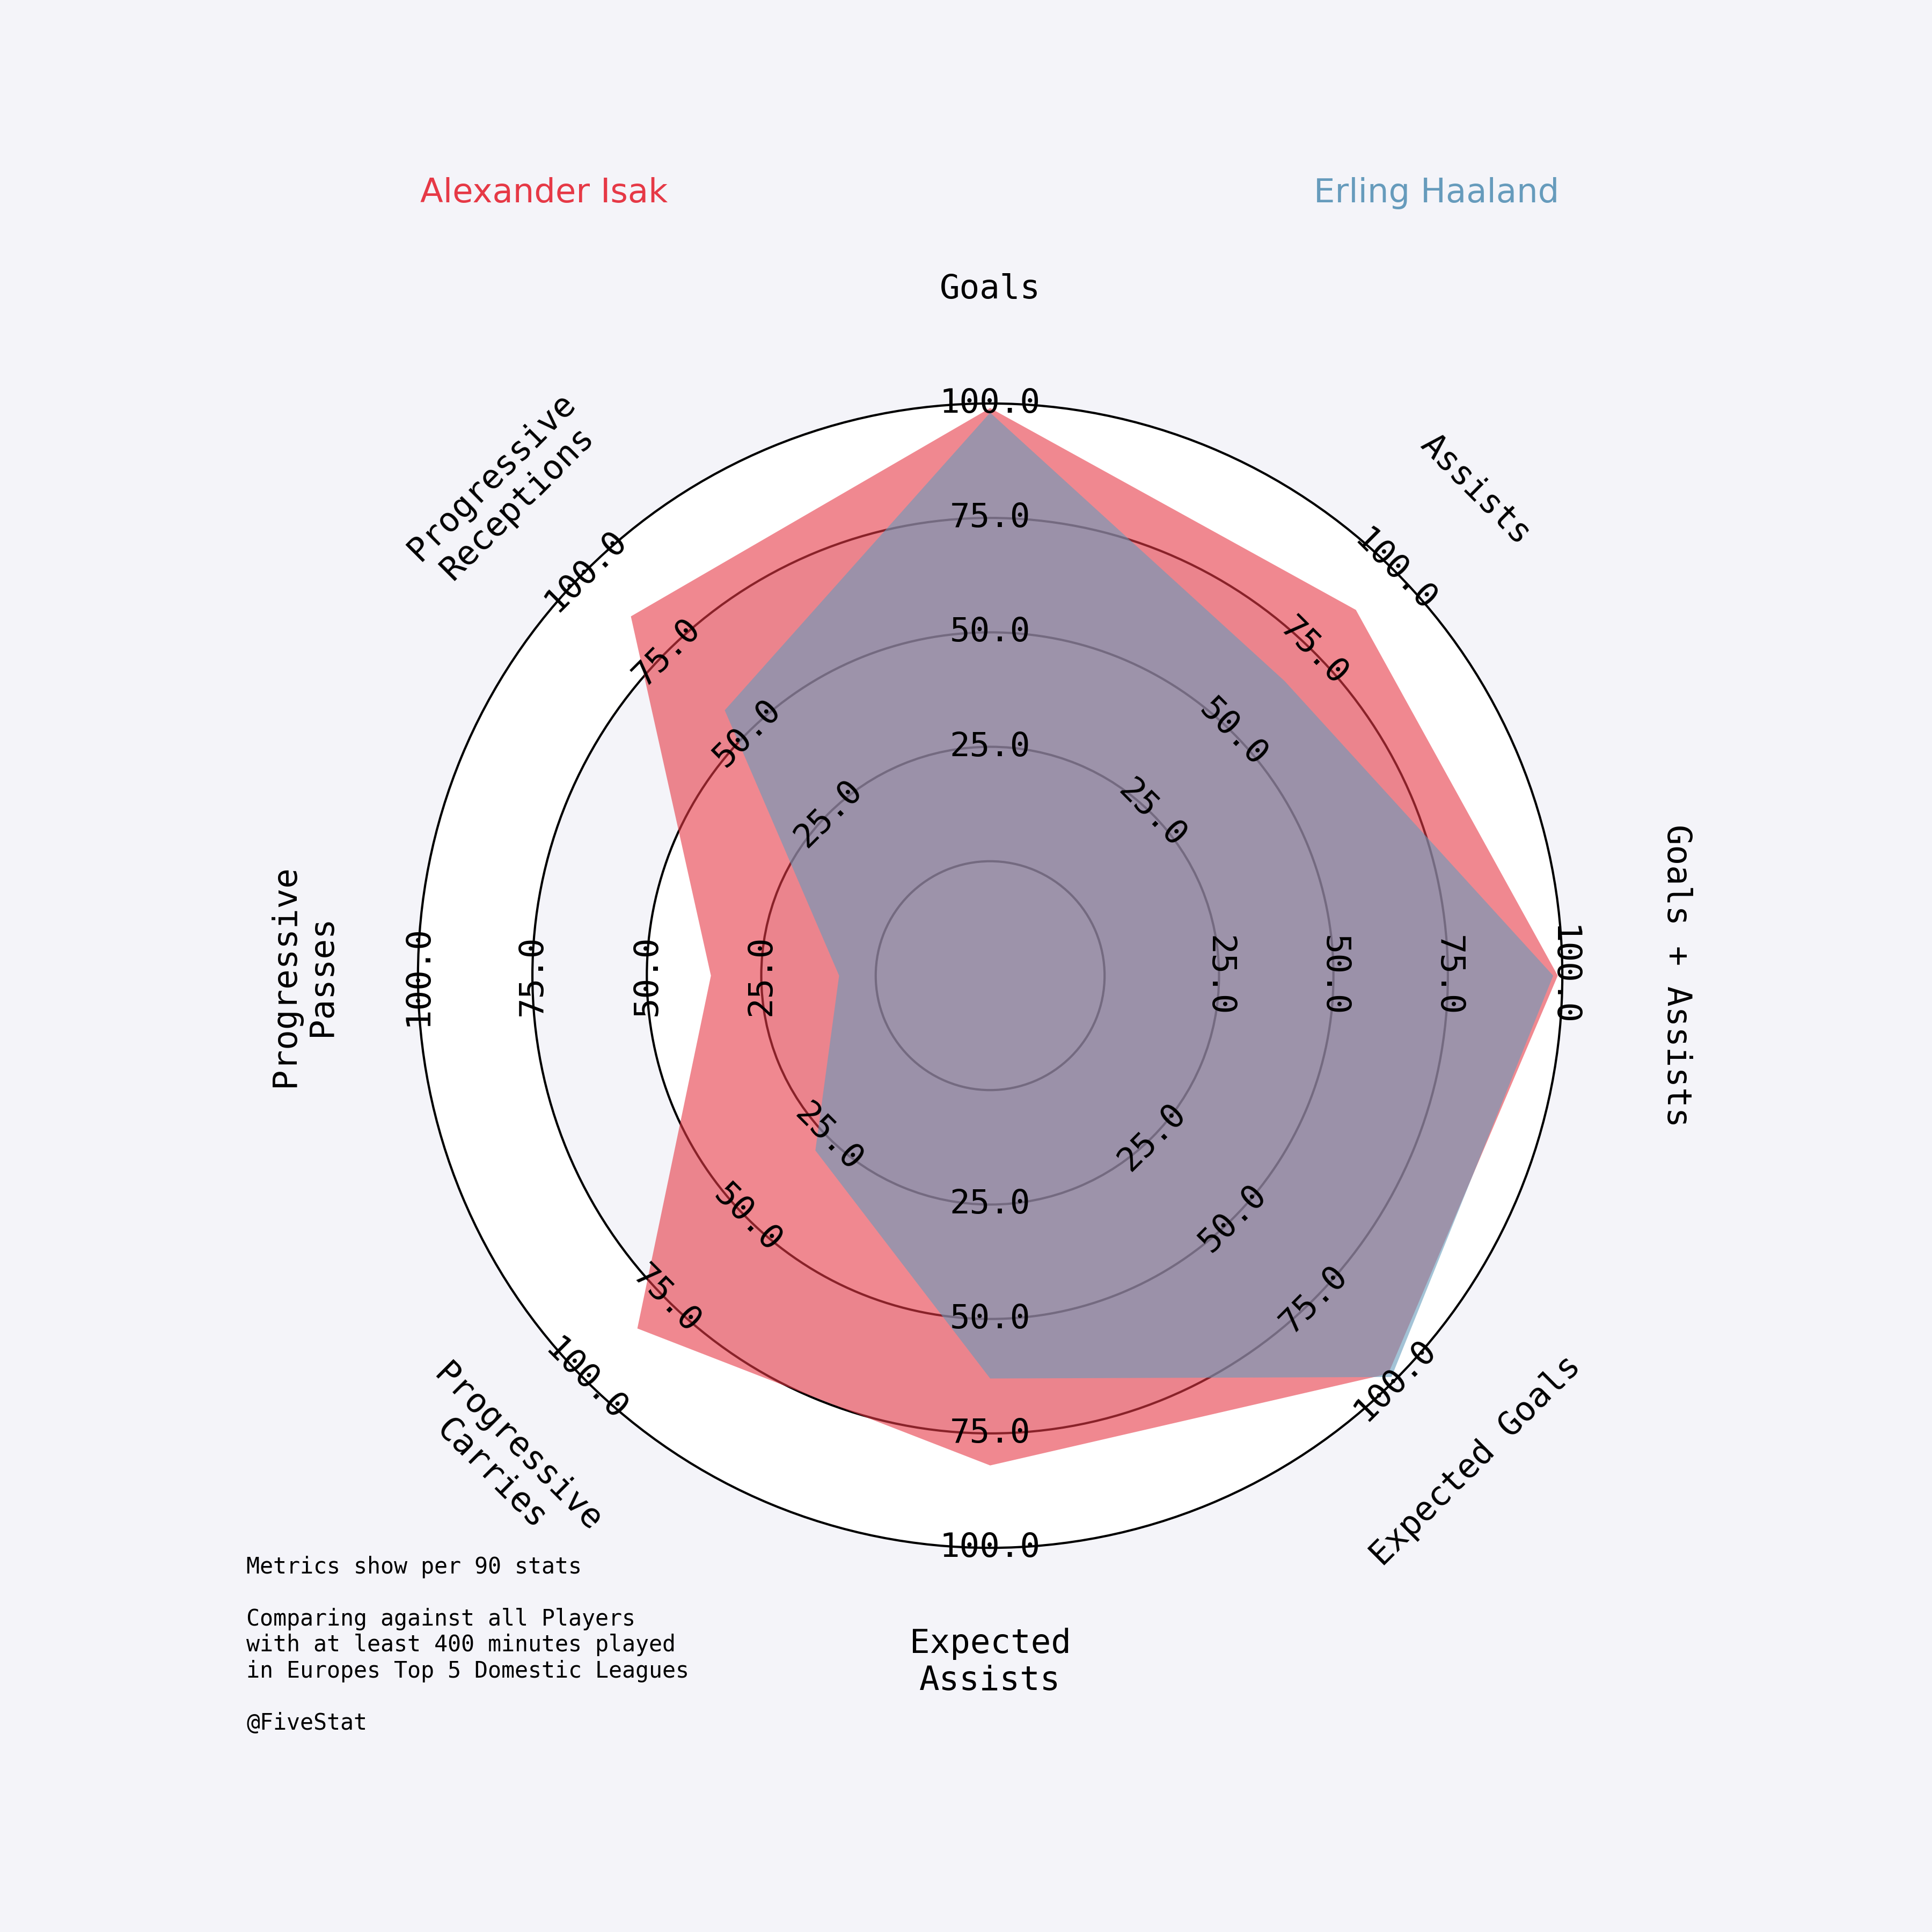 Alexander Isak
Erling Haaland
Goals
Assists
Goals + Assists
Expected Goals
Expected
Assists
Progressive
Carries
Progressive
Passes
Progressive
Receptions
100.0
75.0
50.0
25.0
100.0
75.0
50.0
25.0
100.0
75.0
50.0
25.0
100.0
75.0
50.0
25.0
25.0
50.0
75.0
100.0
25.0
50.0
75.0
100.0
100.0
75.0
50.0
25.0
100.0
75.0
50.0
25.0
Metrics show per 90 stats
Comparing against all Players
with at least 400 minutes played
in Europes Top 5 Domestic Leagues
@FiveStat